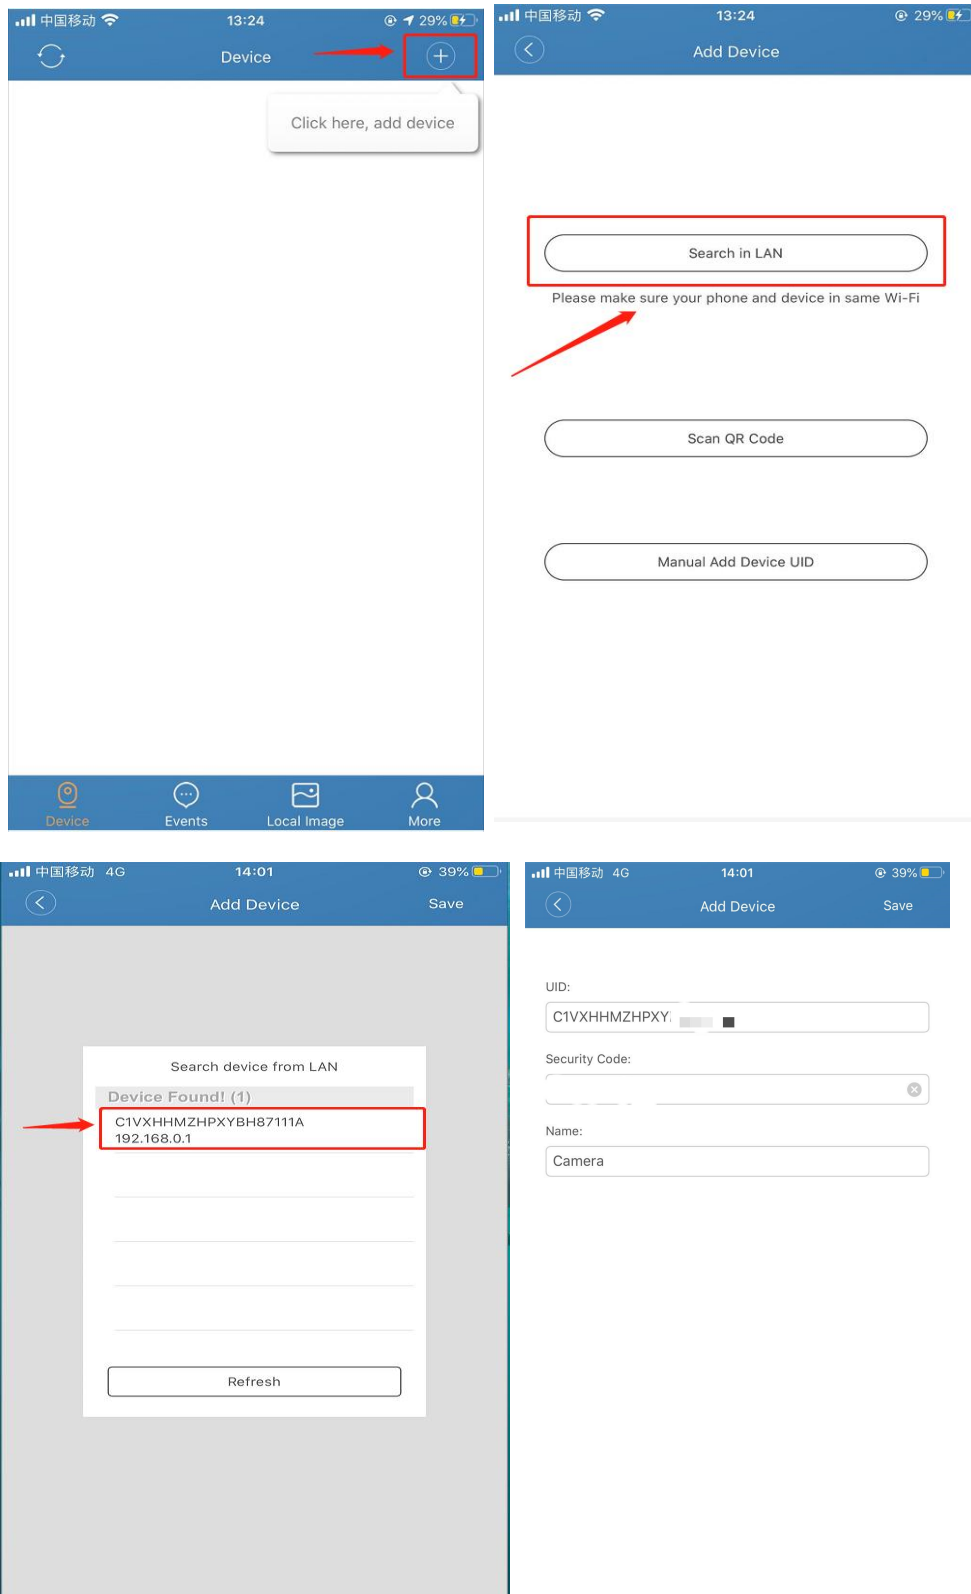 中国移动
13:24
29%
Device
Click here, add device
Device
Events
Local Image
More
中国移动
13:24
29%
Add Device
Search in LAN
Please make sure your phone and device in same Wi-Fi
Scan QR Code
Manual Add Device UID
中国移动 4G
14:01
39%
Add Device
Save
Search device from LAN
Device Found! (1)
C1VXHHMZHPXYBH87111A
192.168.0.1
Refresh
中国移动 4G
14:01
39%
Add Device
Save
UID:
C1VXHHMZHPXY
Security Code:
Name:
Camera